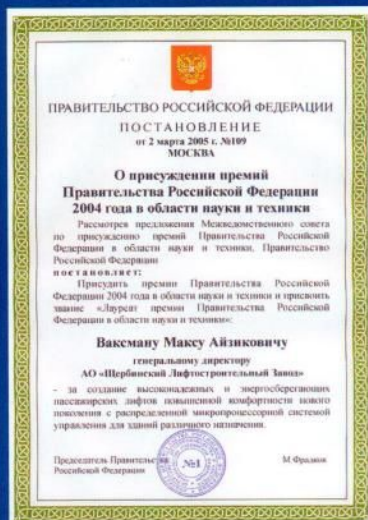 ПРАВИТЕЛЬСТВО РОССИЙСКОЙ ФЕДЕРАЦИИ
ПОСТАНОВЛЕНИЕ
от 2 марта 2005 г. №109
МОСКВА
О присуждении премий
Правительства Российской Федерации
2004 года в области науки и техники
Рассмотрев предложения Межведомственного совета
по присуждению премий Правительства Российской
Федерации в области науки и техники, Правительство
Российской Федерации
постановляет:
Присудить премии Правительства Российской
Федерации 2004 года в области науки и техники и присвоить
звание «Лауреат премии Правительства Российской
Федерации в области науки и техники»:
Ваксману Максу Айзиковичу
генеральному директору
АО «Щербинский Лифтостроительный Завод»
- за создание высоконадежных и энергосберегающих
пассажирских лифтов повышенной комфортности нового
поколения с распределенной микропроцессорной системой
управления для зданий различного назначения.
Председатель Правительства
Российской Федерации
№1
М.Фрадков